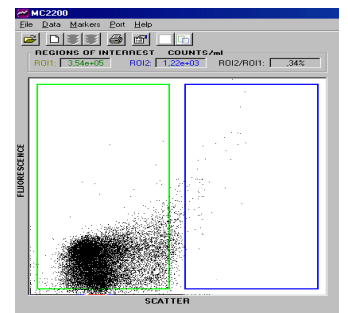 MC2200
File Data Markers Port Help
REGIONS OF INTERREST COUNTS/ml
ROI1: 3,54e+05 ROI2: 1,22e+03 ROI2/ROI1: ,34%
FLUORESCENCE
SCATTER